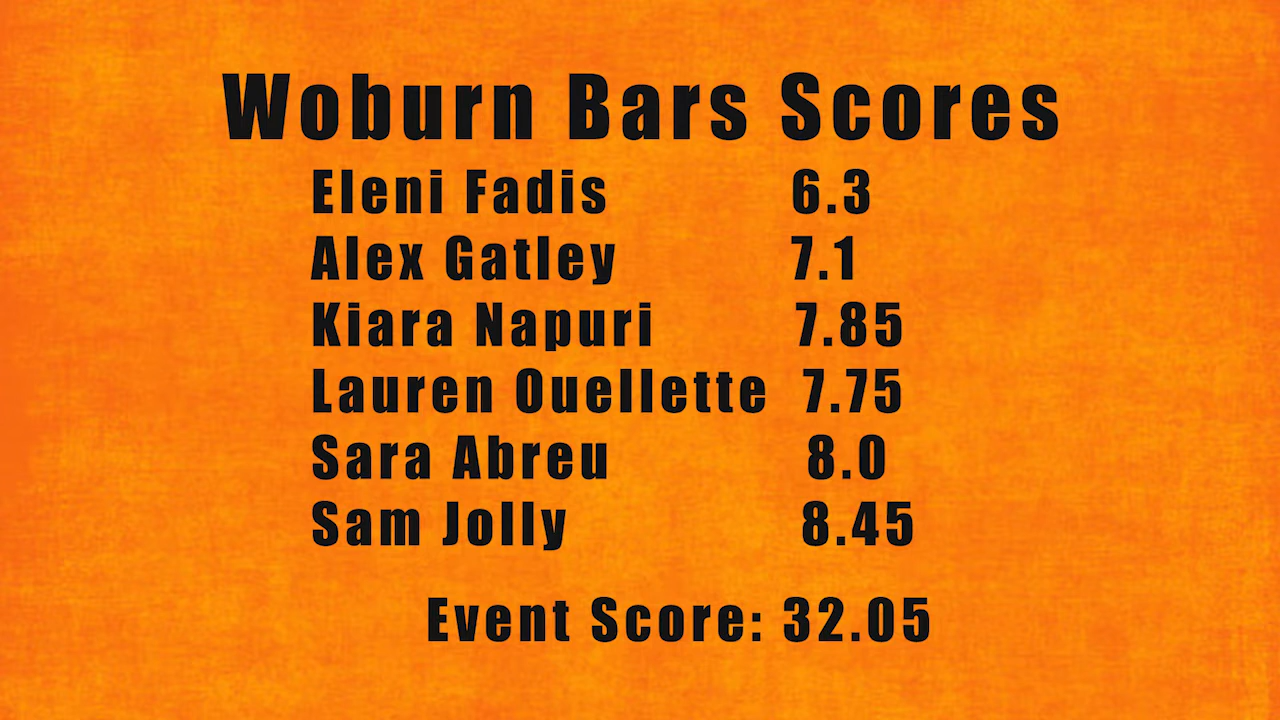 Woburn Bars Scores
Eleni Fadis 6.3
Alex Gatley 7.1
Kiara Napuri 7.85
Lauren Ouellette 7.75
Sara Abreu 8.0
Sam Jolly 8.45
Event Score: 32.05